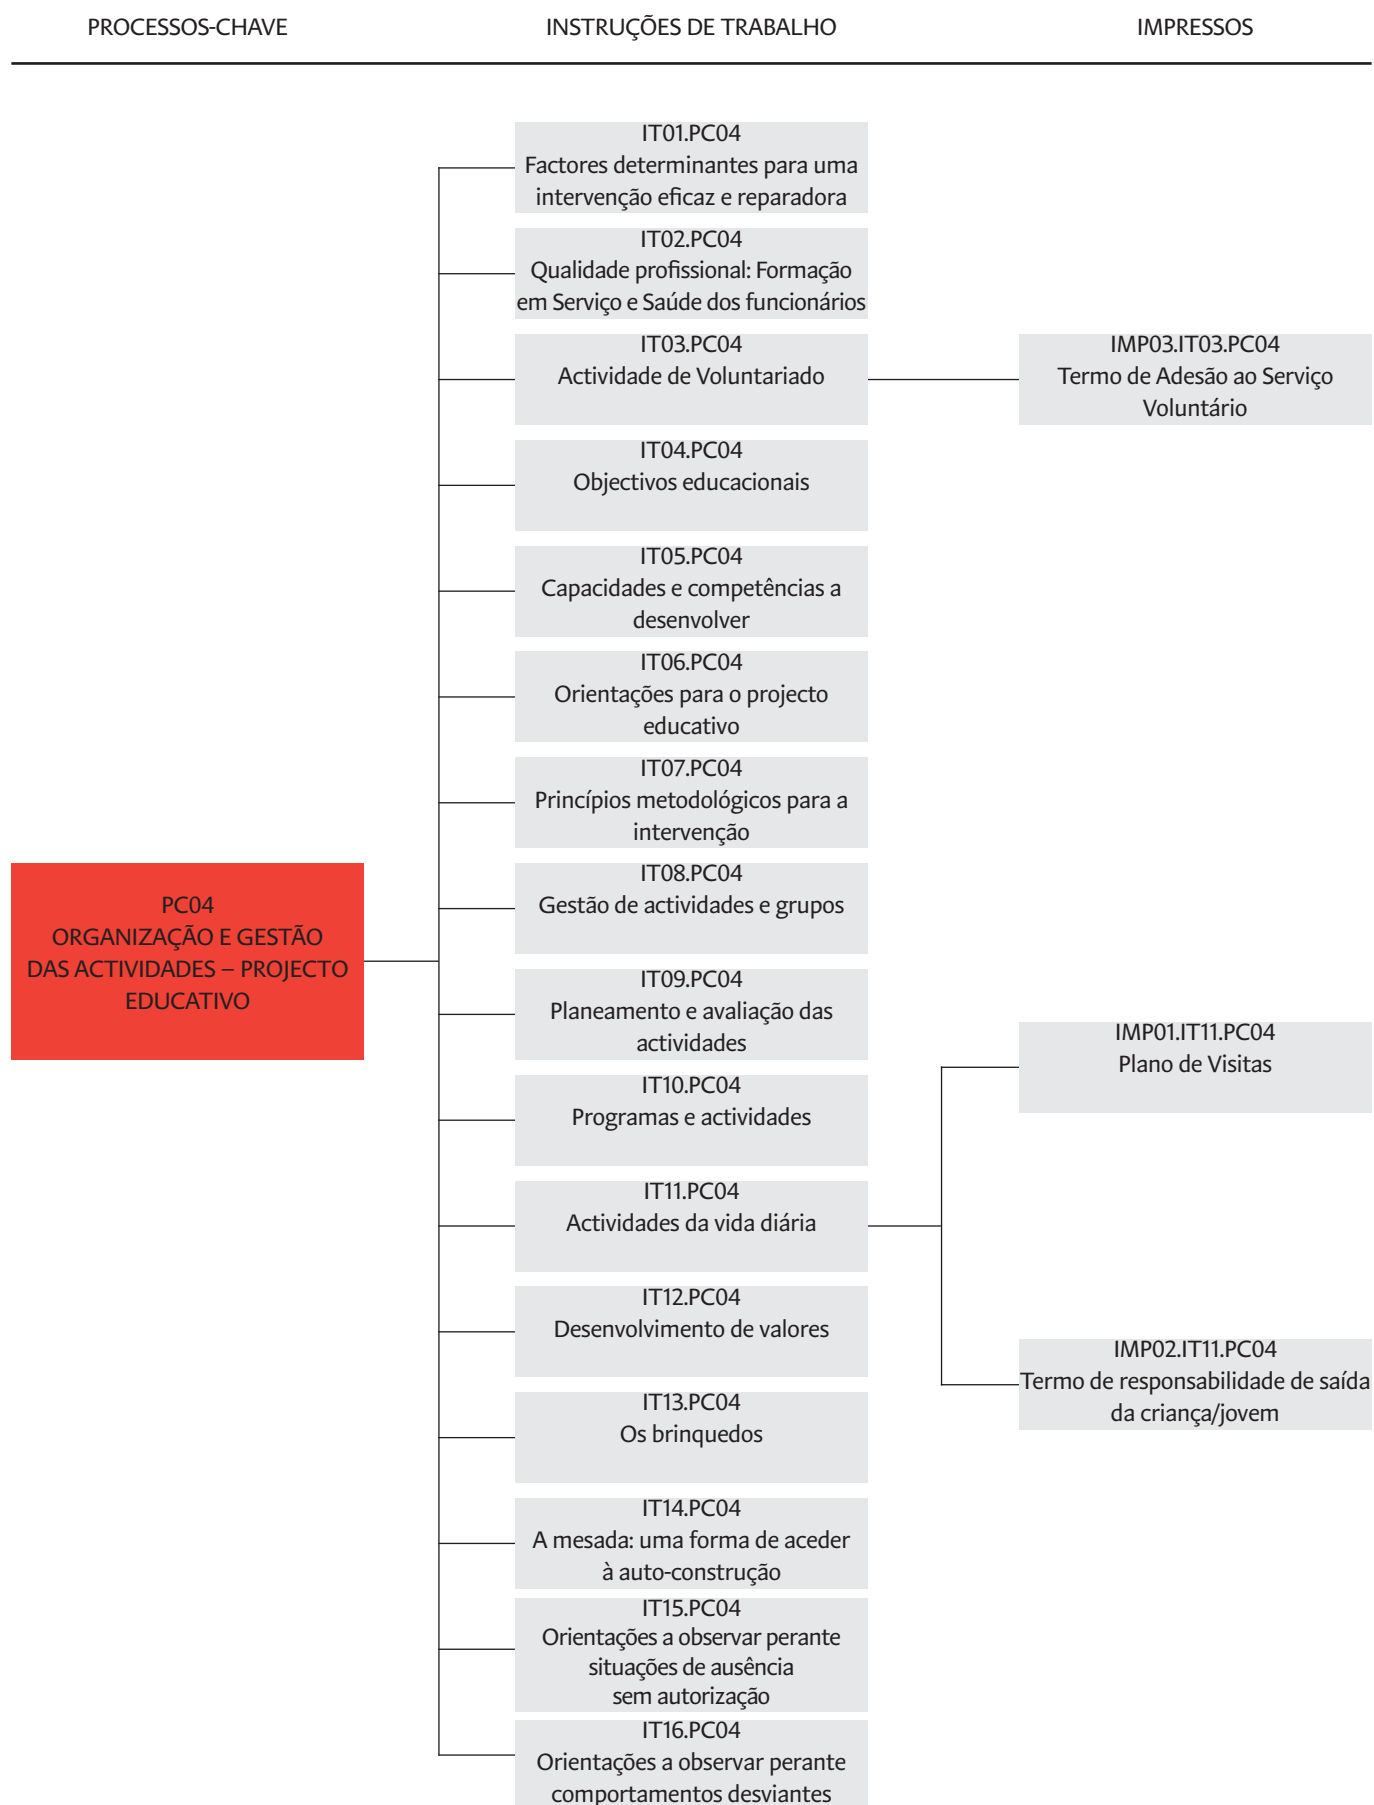 PROCESSOS-CHAVE
INSTRUÇÕES DE TRABALHO
IMPRESSOS
PC04
ORGANIZAÇÃO E GESTÃO
DAS ACTIVIDADES – PROJECTO
EDUCATIVO
IT01.PC04
Factores determinantes para uma
intervenção eficaz e reparadora
IT02.PC04
Qualidade profissional: Formação
em Serviço e Saúde dos funcionários
IT03.PC04
Actividade de Voluntariado
IT04.PC04
Objectivos educacionais
IT05.PC04
Capacidades e competências a
desenvolver
IT06.PC04
Orientações para o projecto
educativo
IT07.PC04
Princípios metodológicos para a
intervenção
IT08.PC04
Gestão de actividades e grupos
IT09.PC04
Planeamento e avaliação das
actividades
IT10.PC04
Programas e actividades
IT11.PC04
Actividades da vida diária
IT12.PC04
Desenvolvimento de valores
IT13.PC04
Os brinquedos
IT14.PC04
A mesada: uma forma de aceder
à auto-construção
IT15.PC04
Orientações a observar perante
situações de ausência
sem autorização
IT16.PC04
Orientações a observar perante
comportamentos desviantes
IMP03.IT03.PC04
Termo de Adesão ao Serviço
Voluntário
IMP01.IT11.PC04
Plano de Visitas
IMP02.IT11.PC04
Termo de responsabilidade de saída
da criança/jovem